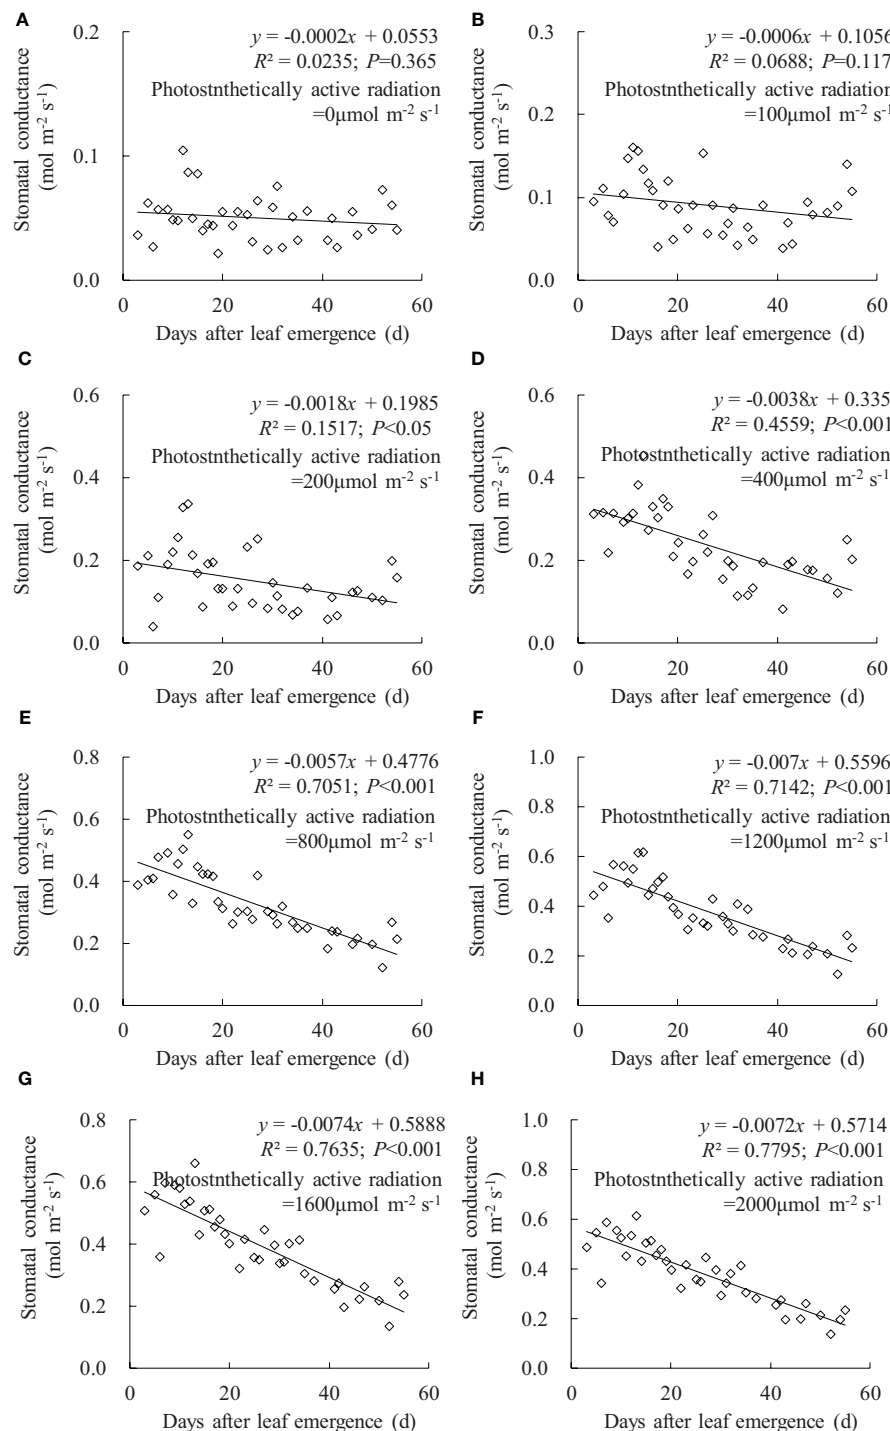 A
0.2
0.1
0.0
0
20
40
60
Stomatal conductance
(mol m⁻² s⁻¹)
y = -0.0002x + 0.0553
R² = 0.0235; P=0.365
Photostnthetically active radiation
=0μmol m⁻² s⁻¹
Days after leaf emergence (d)
B
0.3
0.2
0.1
0.0
0
20
40
60
Stomatal conductance
(mol m⁻² s⁻¹)
y = -0.0006x + 0.1056
R² = 0.0688; P=0.117
Photostnthetically active radiation
=100μmol m⁻² s⁻¹
Days after leaf emergence (d)
C
0.6
0.4
0.2
0.0
0
20
40
60
Stomatal conductance
(mol m⁻² s⁻¹)
y = -0.0018x + 0.1985
R² = 0.1517; P<0.05
Photostnthetically active radiation
=200μmol m⁻² s⁻¹
Days after leaf emergence (d)
D
0.6
0.4
0.2
0.0
0
20
40
60
Stomatal conductance
(mol m⁻² s⁻¹)
y = -0.0038x + 0.335
R² = 0.4559; P<0.001
Photostnthetically active radiation
=400μmol m⁻² s⁻¹
Days after leaf emergence (d)
E
0.8
0.6
0.4
0.2
0.0
0
20
40
60
Stomatal conductance
(mol m⁻² s⁻¹)
y = -0.0057x + 0.4776
R² = 0.7051; P<0.001
Photostnthetically active radiation
=800μmol m⁻² s⁻¹
Days after leaf emergence (d)
F
1.0
0.8
0.6
0.4
0.2
0.0
0
20
40
60
Stomatal conductance
(mol m⁻² s⁻¹)
y = -0.007x + 0.5596
R² = 0.7142; P<0.001
Photostnthetically active radiation
=1200μmol m⁻² s⁻¹
Days after leaf emergence (d)
G
0.8
0.6
0.4
0.2
0.0
0
20
40
60
Stomatal conductance
(mol m⁻² s⁻¹)
y = -0.0074x + 0.5888
R² = 0.7635; P<0.001
Photostnthetically active radiation
=1600μmol m⁻² s⁻¹
Days after leaf emergence (d)
H
1.0
0.8
0.6
0.4
0.2
0.0
0
20
40
60
Stomatal conductance
(mol m⁻² s⁻¹)
y = -0.0072x + 0.5714
R² = 0.7795; P<0.001
Photostnthetically active radiation
=2000μmol m⁻² s⁻¹
Days after leaf emergence (d)